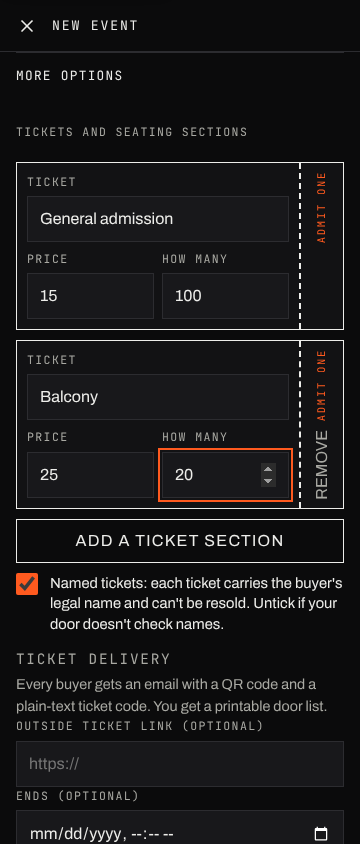 NEW EVENT
MORE OPTIONS
TICKETS AND SEATING SECTIONS
TICKET
ADMIT ONE
General admission
PRICE
HOW MANY
15
100
TICKET
ADMIT ONE
Balcony
PRICE
HOW MANY
REMOVE
25
20
ADD A TICKET SECTION
Named tickets: each ticket carries the buyer's
legal name and can't be resold. Untick if your
door doesn't check names.
TICKET DELIVERY
Every buyer gets an email with a QR code and a
plain-text ticket code. You get a printable door list.
OUTSIDE TICKET LINK (OPTIONAL)
https://
ENDS (OPTIONAL)
mm/dd/yyyy, --:-- --